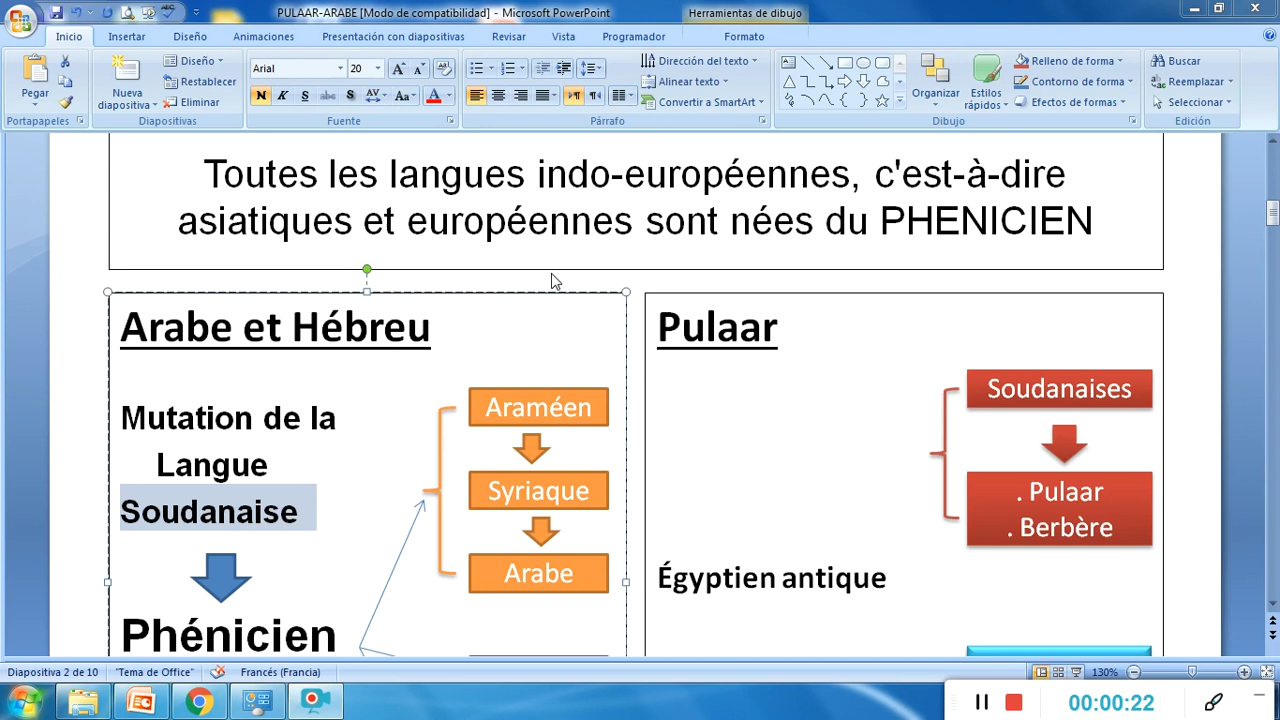 PULAAR-ARABE [Modo de compatibilidad] - Microsoft PowerPoint
Herramientas de dibujo
Inicio
Insertar
Diseño
Animaciones
Presentación con diapositivas
Revisar
Vista
Programador
Formato
Pegar
Portapapeles
Nueva
diapositiva
Diseño
Restablecer
Eliminar
Diapositivas
Arial
20
N K S abc S AV Aa A
Fuente
Dirección del texto
Alinear texto
Convertir a SmartArt
Párrafo
Organizar
Estilos
rápidos
Relleno de forma
Contorno de forma
Efectos de formas
Dibujo
Buscar
Reemplazar
Seleccionar
Edición
Toutes les langues indo-européennes, c'est-à-dire
asiatiques et européennes sont nées du PHENICIEN
Arabe et Hébreu
Mutation de la
Langue
Soudanaise
Phénicien
Araméen
Syriaque
Arabe
Pulaar
Soudanaises
. Pulaar
. Berbère
Égyptien antique
Diapositiva 2 de 10
"Tema de Office"
Francés (Francia)
130%
00:00:22